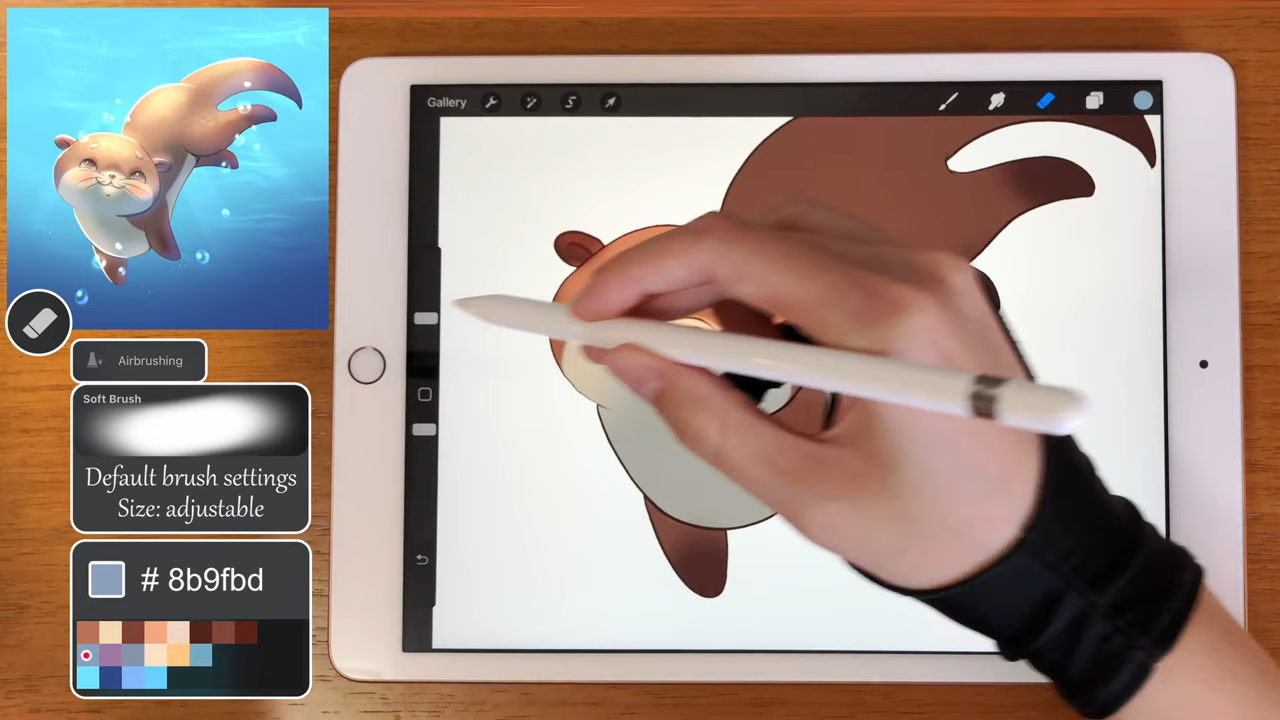 Gallery
Airbrushing
Soft Brush
Default brush settings
Size: adjustable
# 8b9fbd